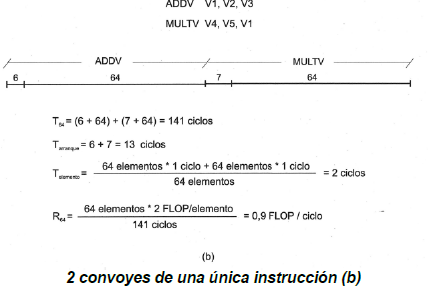 ADDV V1, V2, V3
MULTV V4, V5, V1
ADDV MULTV
6 64 7 64
T64 = (6 + 64) + (7 + 64) = 141 ciclos
Tarranque = 6 + 7 = 13 ciclos
Telemento = 64 elementos * 1 ciclo + 64 elementos * 1 ciclo / 64 elementos = 2 ciclos
R64 = 64 elementos * 2 FLOP/elemento / 141 ciclos = 0,9 FLOP / ciclo
(b)
2 convoyes de una única instrucción (b)